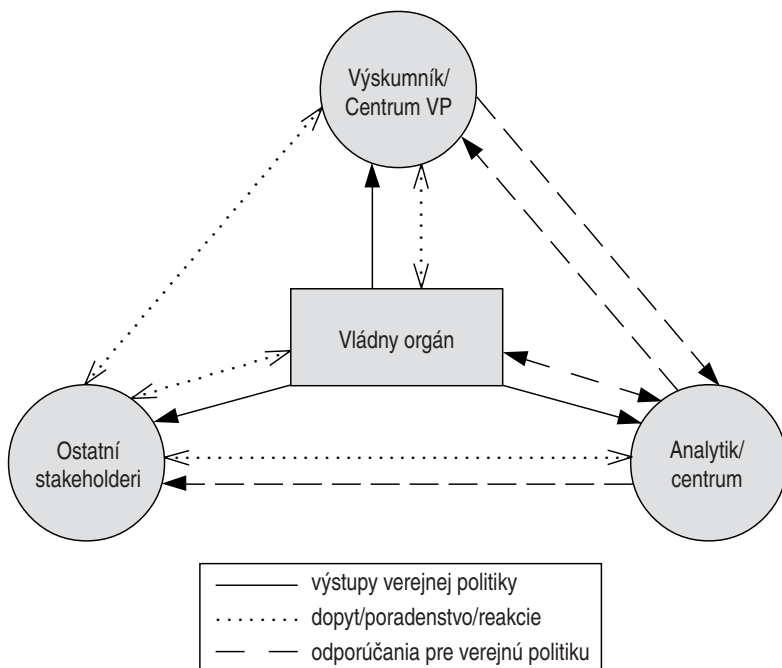 Výskumník/
Centrum VP
Vládny orgán
Ostatní
stakeholderi
Analytik/
centrum
výstupy verejnej politiky
dopyt/poradenstvo/reakcie
odporúčania pre verejnú politiku